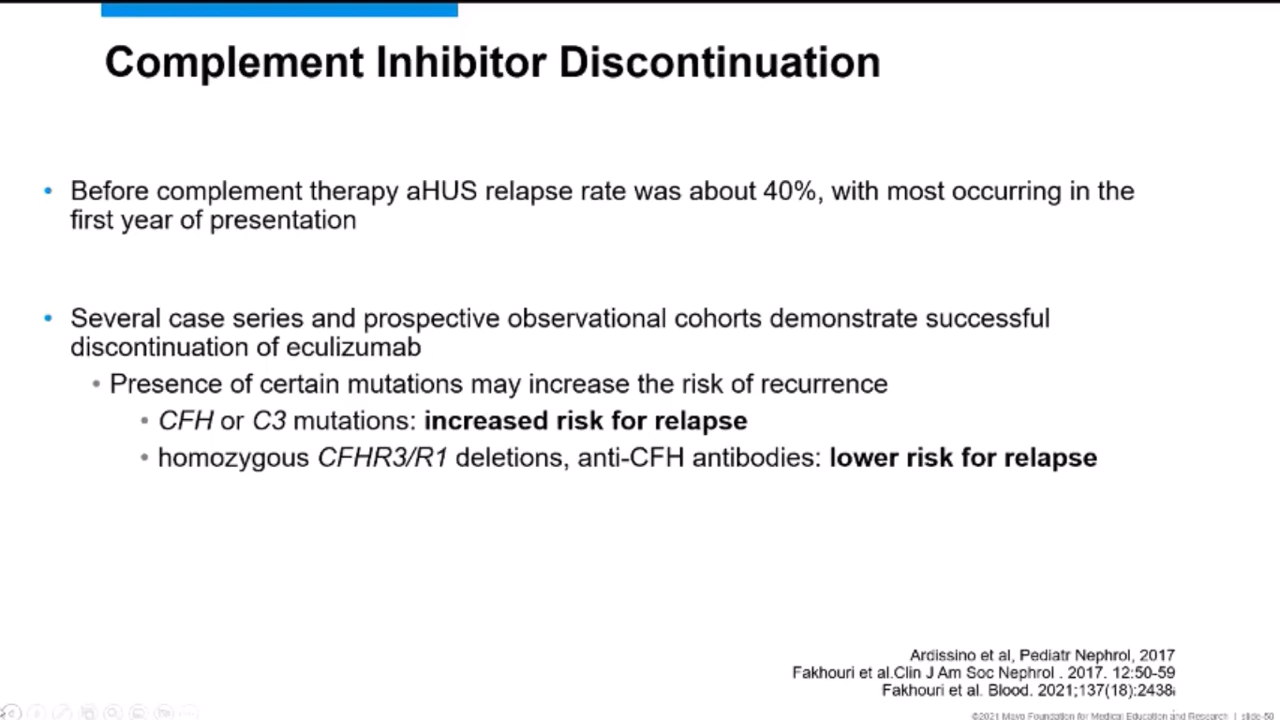 Complement Inhibitor Discontinuation
• Before complement therapy aHUS relapse rate was about 40%, with most occurring in the
first year of presentation
• Several case series and prospective observational cohorts demonstrate successful
discontinuation of eculizumab
• Presence of certain mutations may increase the risk of recurrence
• CFH or C3 mutations: increased risk for relapse
• homozygous CFHR3/R1 deletions, anti-CFH antibodies: lower risk for relapse
Ardissino et al, Pediatr Nephrol, 2017
Fakhouri et al.Clin J Am Soc Nephrol . 2017. 12:50-59
Fakhouri et al. Blood. 2021;137(18):2438
©2021 Mayo Foundation for Medical Education and Research | slide-50